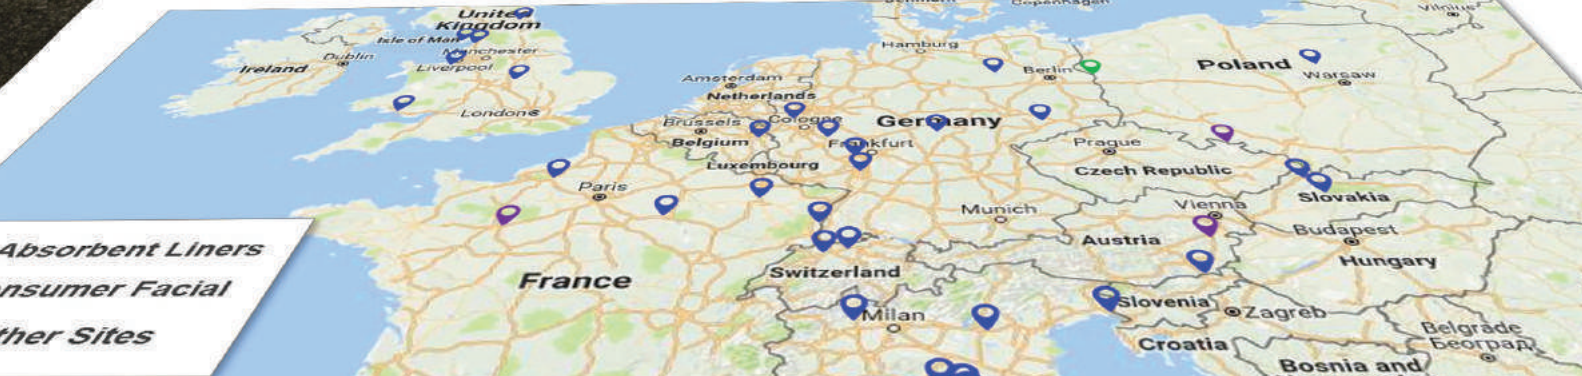 United
Kingdom
Isle of Man
Manchester
Dublin
Ireland
Liverpool
London
Hamburg
Copenhagen
Vilnius
Amsterdam
Netherlands
Berlin
Poland
Warsaw
Brussels
Cologne
Germany
Belgium
Frankfurt
Prague
Luxembourg
Czech Republic
Paris
Slovakia
Munich
Vienna
Austria
Budapest
Hungary
Absorbent Liners
onsumer Facial
ther Sites
France
Switzerland
Milan
Slovenia
Zagreb
Croatia
Belgrade
Београд
Bosnia and